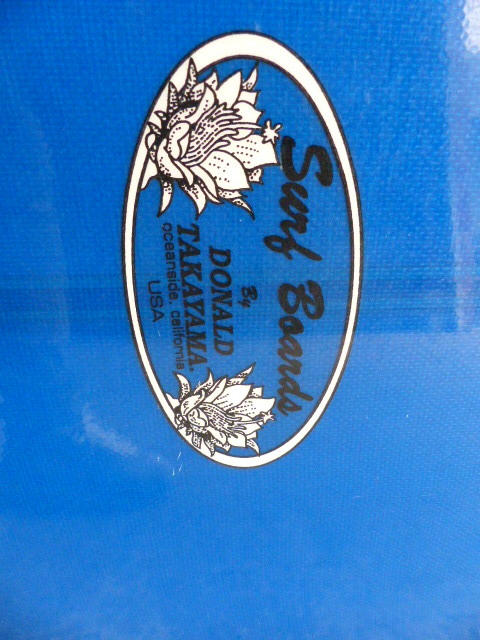 Surf Boards
By
DONALD
TAKAYAMA.
oceanside, california
USA